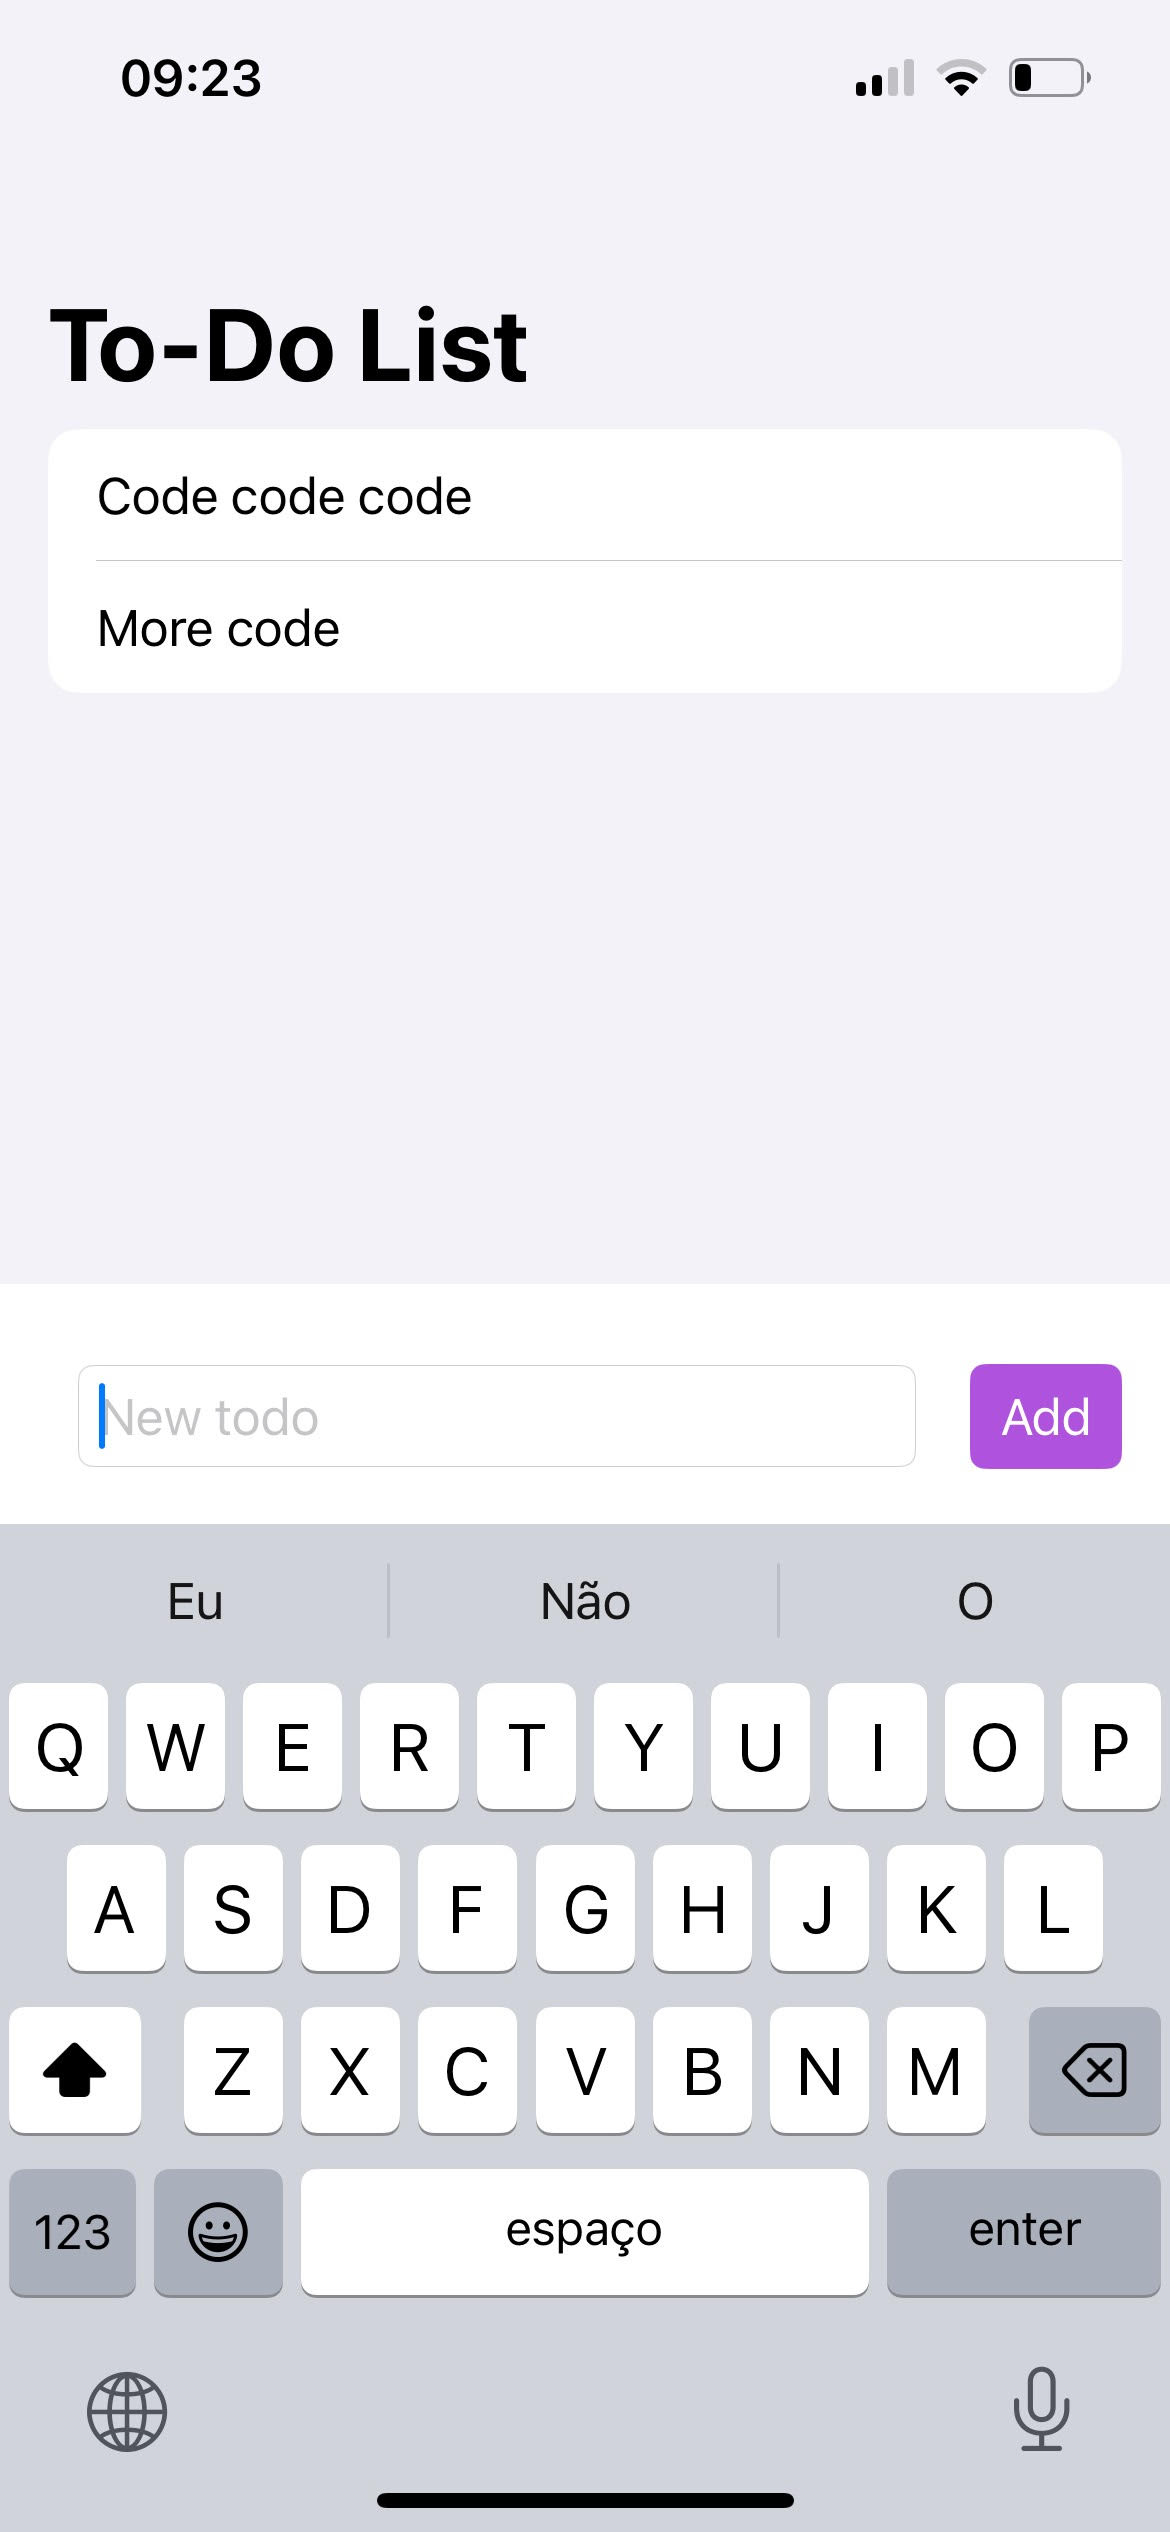 09:23
To-Do List
Code code code
More code
New todo
Add
Eu
Não
O
Q W E R T Y U I O P
A S D F G H J K L
Z X C V B N M
123
espaço
enter